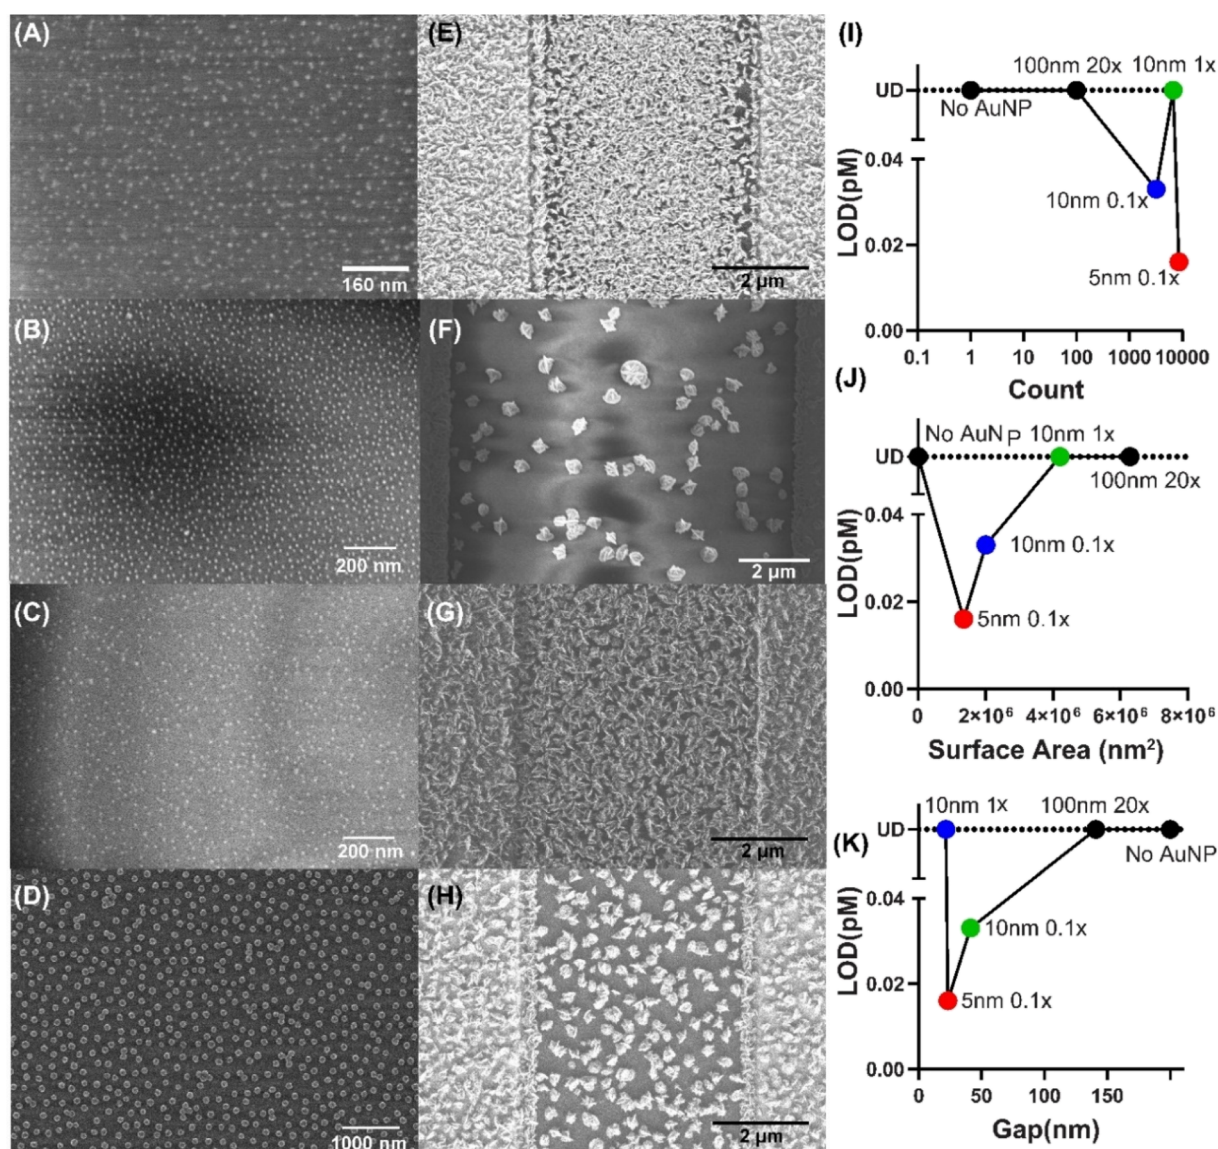 (A)
160 nm
(B)
200 nm
(C)
200 nm
(D)
1000 nm
(E)
2 μm
(F)
2 μm
(G)
2 μm
(H)
2 μm
(I)
100nm 20x 10nm 1x
UD
No AuNP
0.04
10nm 0.1x
LOD(pM)
0.02
5nm 0.1x
0.00
0.1 1 10 100 1000 10000
Count
(J)
No AuNP 10nm 1x
UD
100nm 20x
0.04
10nm 0.1x
LOD(pM)
0.02
5nm 0.1x
0.00
0 2×10⁶ 4×10⁶ 6×10⁶ 8×10⁶
Surface Area (nm²)
10nm 1x 100nm 20x
UD
(K)
No AuNP
0.04
10nm 0.1x
LOD(pM)
0.02
5nm 0.1x
0.00
0 50 100 150
Gap(nm)